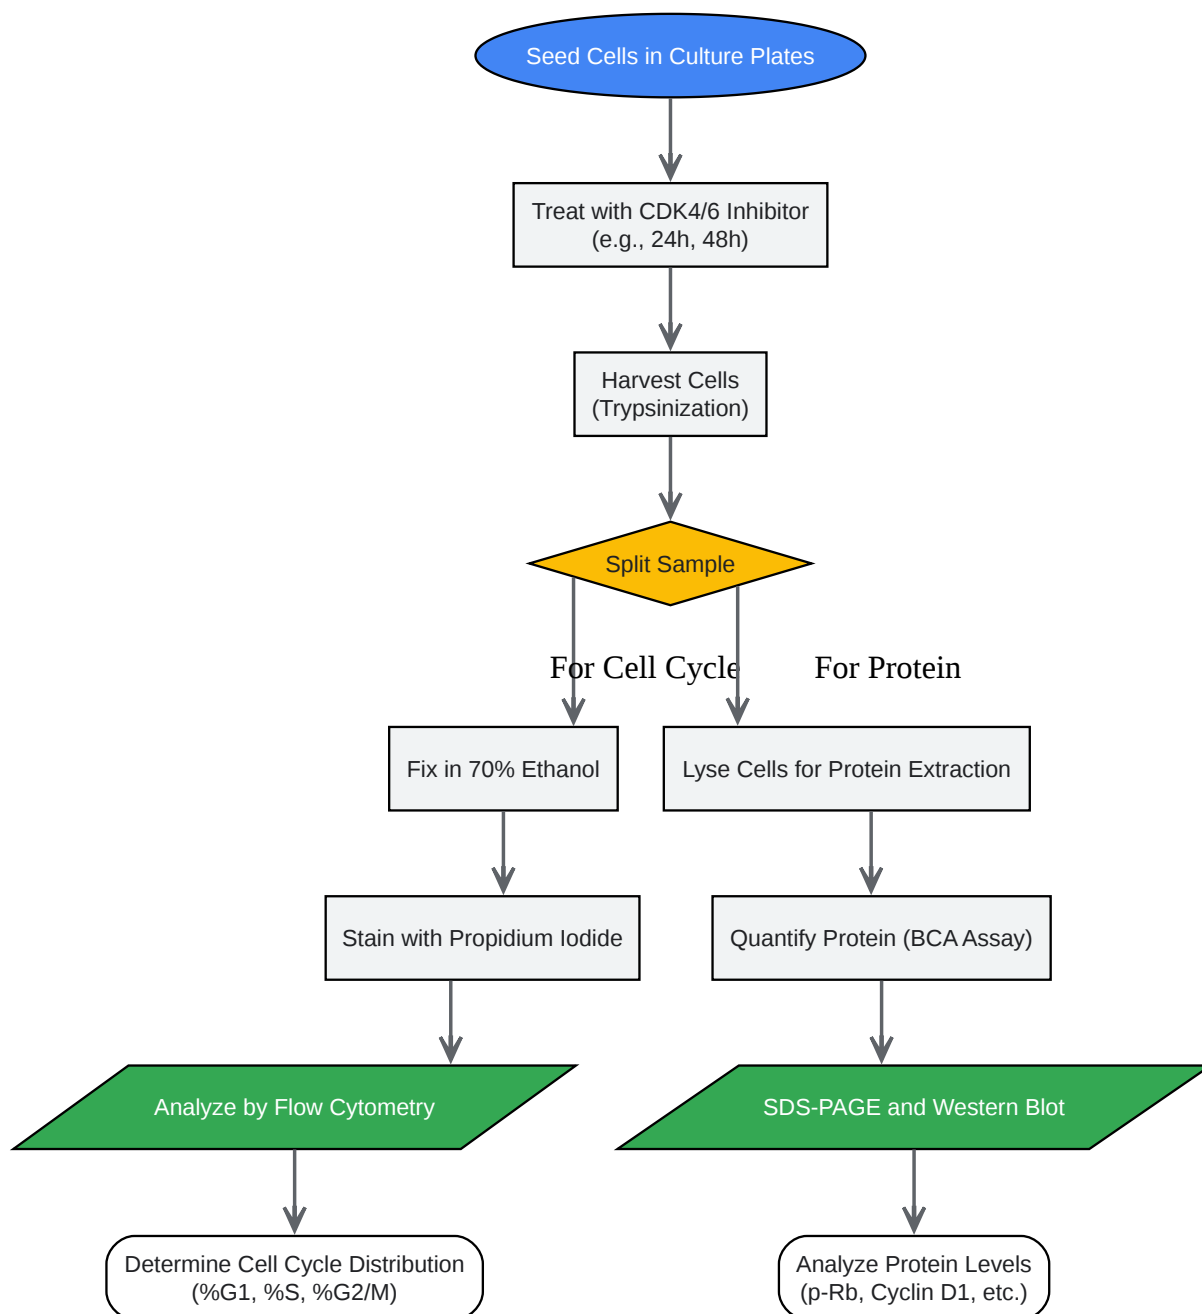 Seed Cells in Culture Plates
Treat with CDK4/6 Inhibitor
(e.g., 24h, 48h)
Harvest Cells
(Trypsinization)
Split Sample
For Cell Cycle
For Protein
Fix in 70% Ethanol
Lyse Cells for Protein Extraction
Stain with Propidium Iodide
Quantify Protein (BCA Assay)
Analyze by Flow Cytometry
SDS-PAGE and Western Blot
Determine Cell Cycle Distribution
(%G1, %S, %G2/M)
Analyze Protein Levels
(p-Rb, Cyclin D1, etc.)